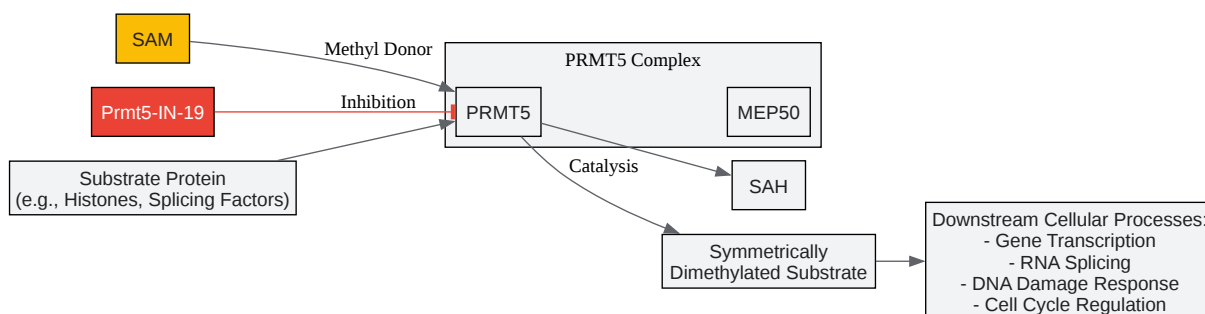 SAM
Methyl Donor
PRMT5 Complex
Prmt5-IN-19
Inhibition
PRMT5
MEP50
Substrate Protein
(e.g., Histones, Splicing Factors)
Catalysis
SAH
Symmetrically
Dimethylated Substrate
Downstream Cellular Processes:
- Gene Transcription
- RNA Splicing
- DNA Damage Response
- Cell Cycle Regulation